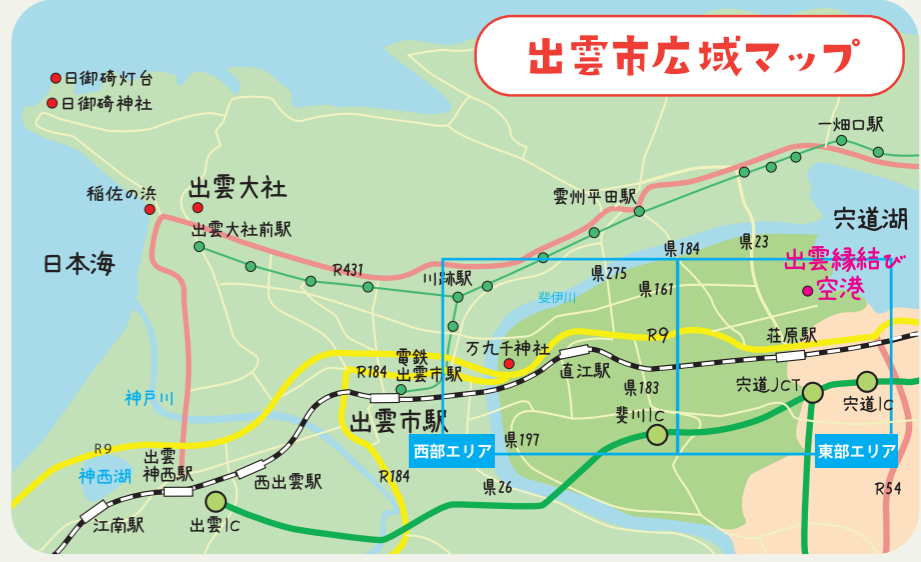 出雲市広域マップ
日御碕灯台
日御碕神社
一畑口駅
稲佐の浜
出雲大社
雲州平田駅
宍道湖
出雲大社前駅
日本海
県184
県23
出雲縁結び
空港
R431
川跡駅
県275
県161
斐伊川
R9
荘原駅
万九千神社
電鉄
出雲市駅
R184
直江駅
県183
宍道JCT
宍道IC
神戸川
出雲市駅
斐川IC
西部エリア
県197
東部エリア
R9
出雲
神西駅
神西湖
西出雲駅
R184
県26
R54
江南駅
出雲IC